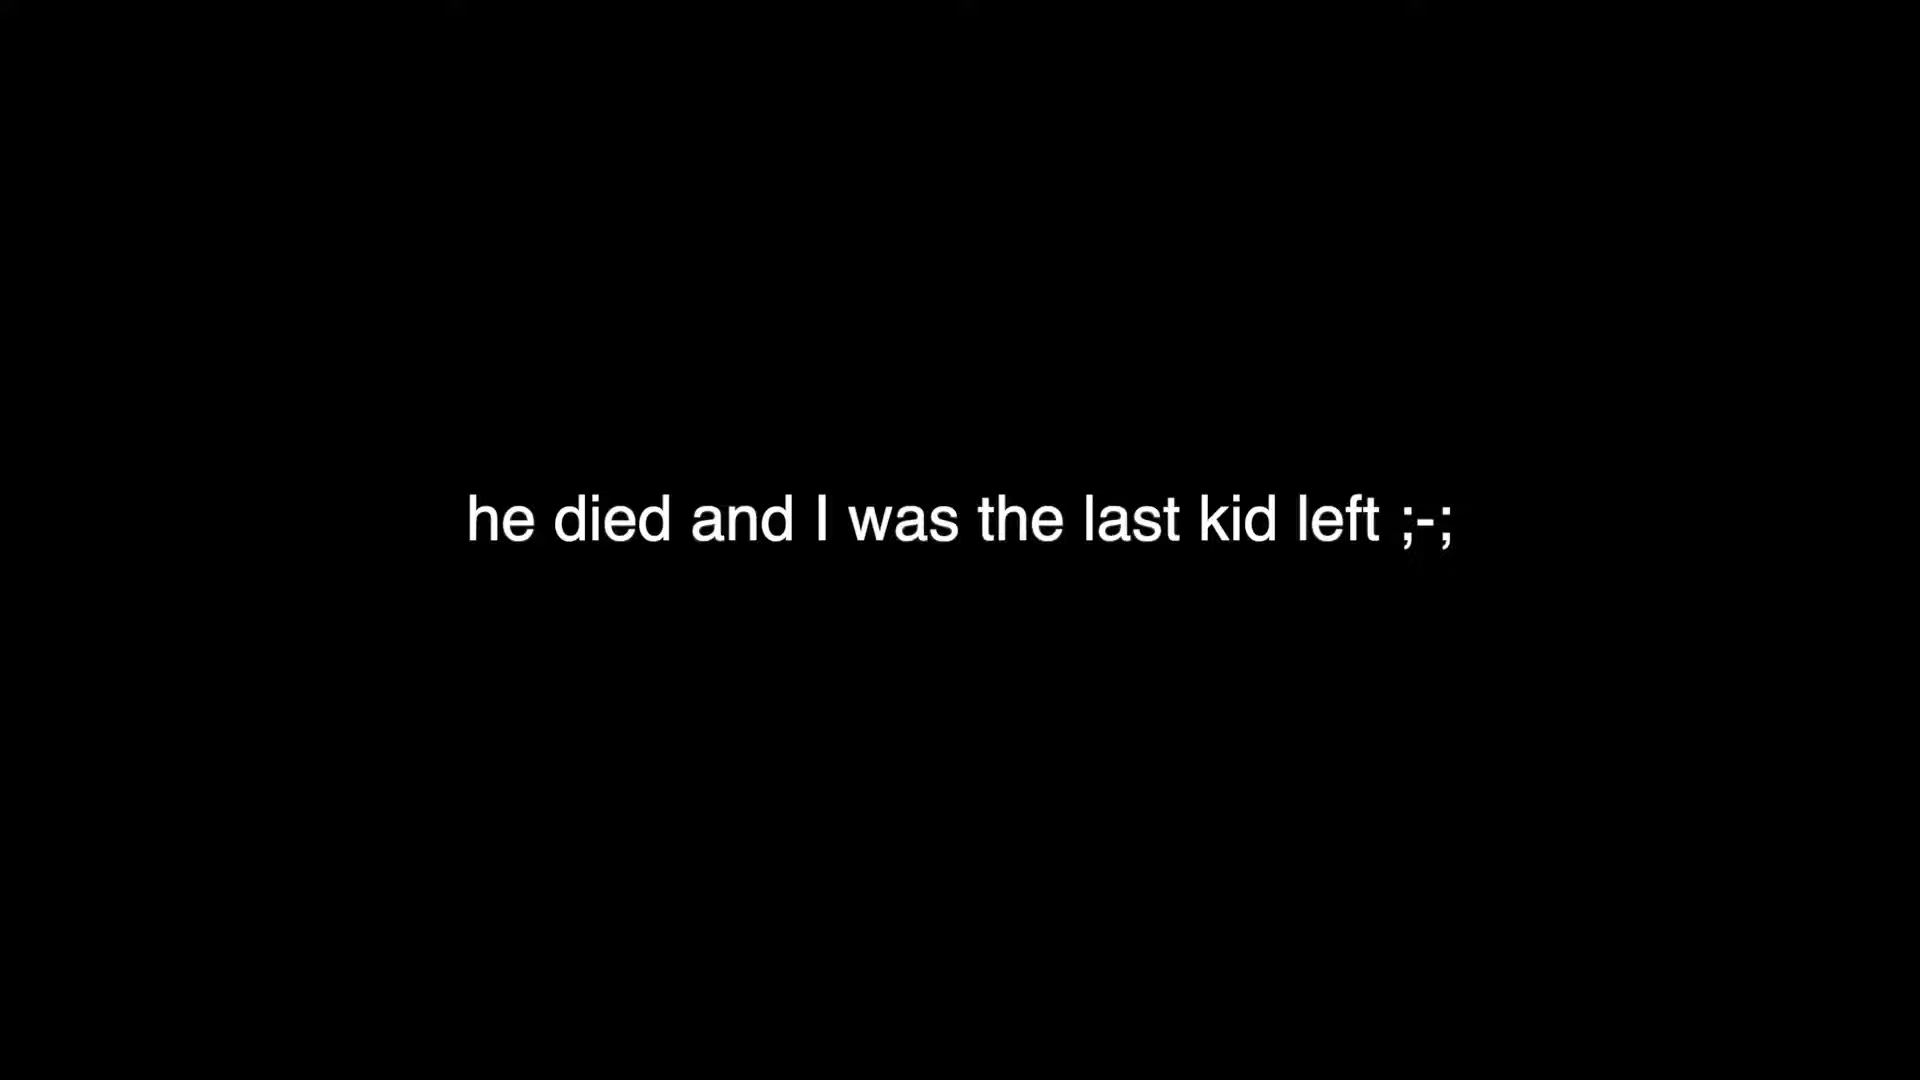 he died and I was the last kid left ;-;